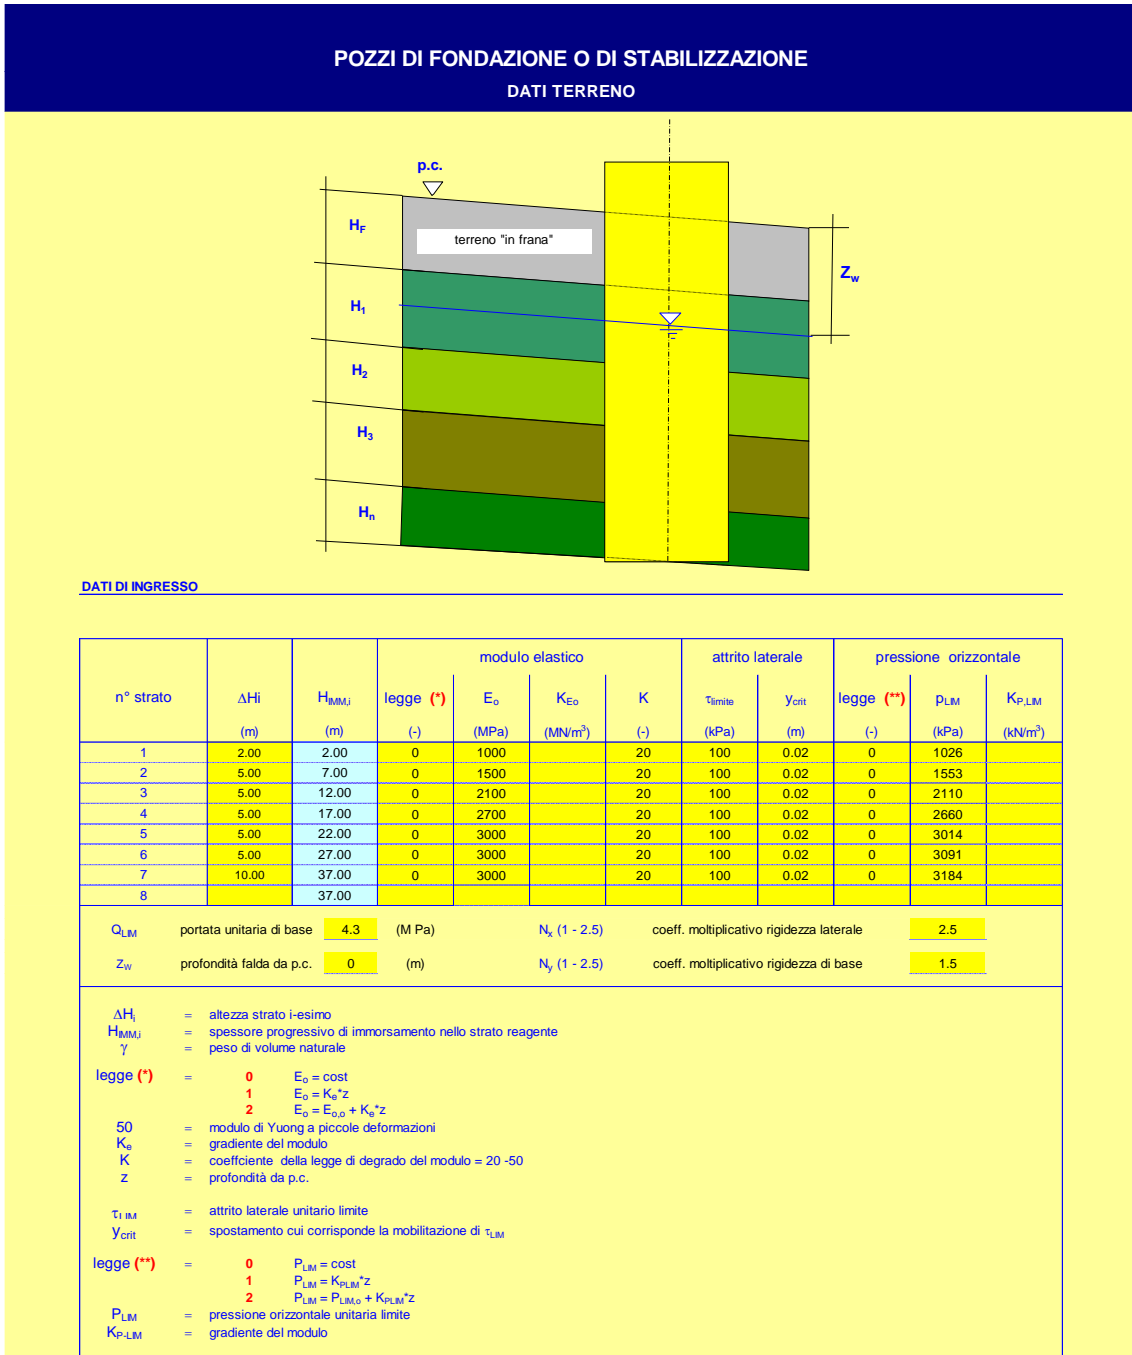 POZZI DI FONDAZIONE O DI STABILIZZAZIONE
DATI TERRENO
p.c.
HF
terreno "in frana"
Zw
H1
H2
H3
Hn
DATI DI INGRESSO
modulo elastico attrito laterale pressione orizzontale
n° strato ΔHi HIMM,i legge (*) Eo KEo K τlimite ycrit legge (**) pLIM KP,LIM
(m) (m) (-) (MPa) (MN/m³) (-) (kPa) (m) (-) (kPa) (kN/m³)
1 2.00 2.00 0 1000 20 100 0.02 0 1026
2 5.00 7.00 0 1500 20 100 0.02 0 1553
3 5.00 12.00 0 2100 20 100 0.02 0 2110
4 5.00 17.00 0 2700 20 100 0.02 0 2660
5 5.00 22.00 0 3000 20 100 0.02 0 3014
6 5.00 27.00 0 3000 20 100 0.02 0 3091
7 10.00 37.00 0 3000 20 100 0.02 0 3184
8 37.00
QLIM portata unitaria di base 4.3 (M Pa) Nx (1 - 2.5) coeff. moltiplicativo rigidezza laterale 2.5
Zw profondità falda da p.c. 0 (m) Ny (1 - 2.5) coeff. moltiplicativo rigidezza di base 1.5
ΔHi = altezza strato i-esimo
HIMM,i = spessore progressivo di immorsamento nello strato reagente
γ = peso di volume naturale
legge (*) = 0 Eo = cost
1 Eo = Ke*z
2 Eo = Eo,o + Ke*z
50 = modulo di Yuong a piccole deformazioni
Ke = gradiente del modulo
K = coeffciente della legge di degrado del modulo = 20 -50
z = profondità da p.c.
τLIM = attrito laterale unitario limite
ycrit = spostamento cui corrisponde la mobilitazione di τLIM
legge (**) = 0 PLIM = cost
1 PLIM = KPLIM*z
2 PLIM = PLIM,o + KPLIM*z
PLIM = pressione orizzontale unitaria limite
KP-LIM = gradiente del modulo